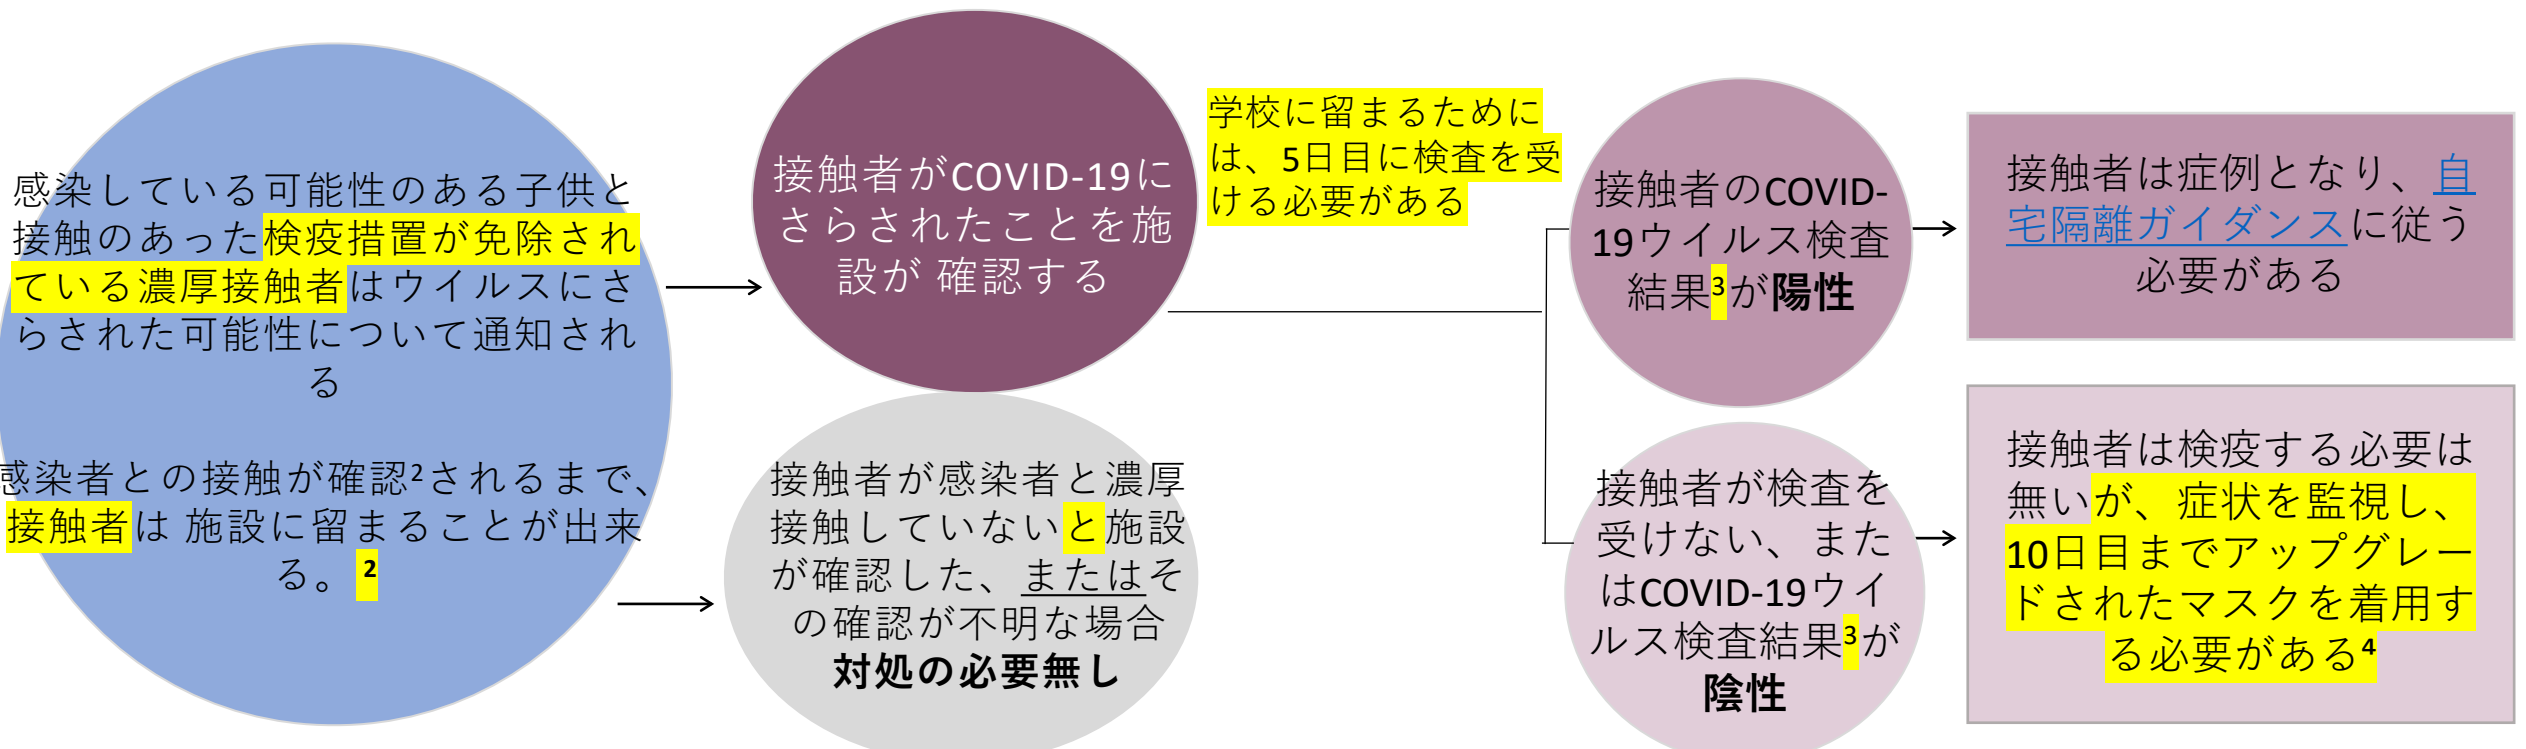 感染している可能性のある子供と
接触のあった検疫措置が免除され
ている濃厚接触者はウイルスにさ
らされた可能性について通知され
る
感染者との接触が確認²されるまで、
接触者は 施設に留まることが出来
る。²
接触者がCOVID-19に
さらされたことを施
設が 確認する
接触者が感染者と濃厚
接触していないと施設
が確認した、またはそ
の確認が不明な場合
対処の必要無し
学校に留まるために
は、5日目に検査を受
ける必要がある
接触者のCOVID-
19ウイルス検査
結果³が陽性
接触者は症例となり、自
宅隔離ガイダンスに従う
必要がある
接触者が検査を
受けない、また
はCOVID-19ウイ
ルス検査結果³が
陰性
接触者は検疫する必要は
無いが、症状を監視し、
10日目までアップグレー
ドされたマスクを着用す
る必要がある⁴